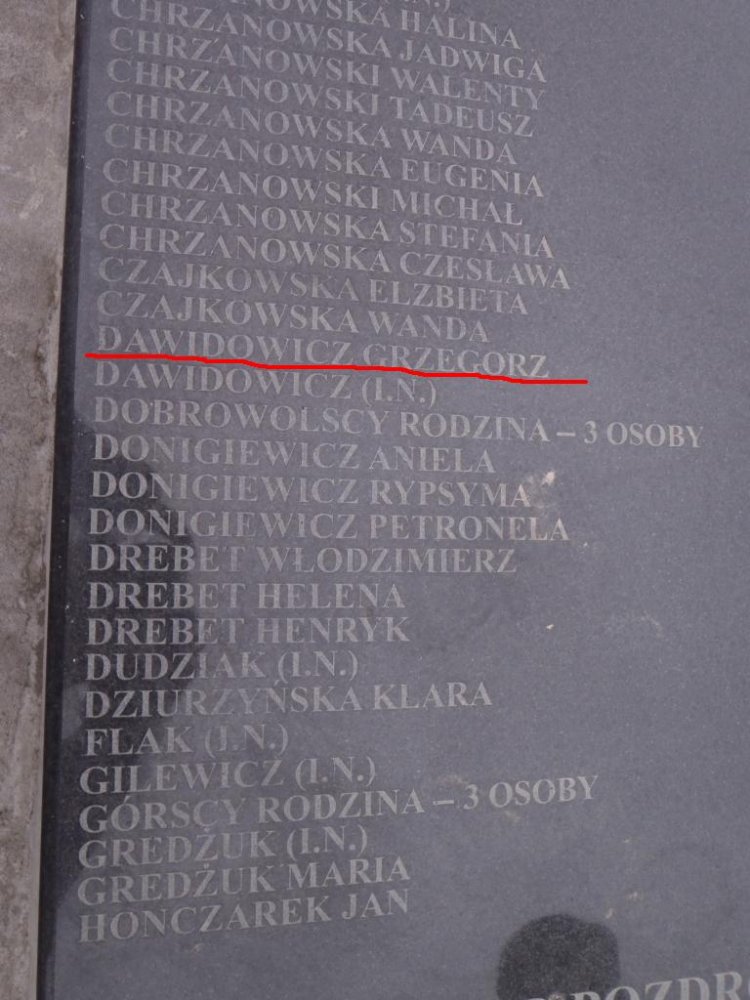 (I.N.)
CHRZANOWSKA HALINA
CHRZANOWSKA JADWIGA
CHRZANOWSKI WALENTY
CHRZANOWSKI TADEUSZ
CHRZANOWSKA WANDA
CHRZANOWSKA EUGENIA
CHRZANOWSKI MICHAŁ
CHRZANOWSKA STEFANIA
CHRZANOWSKA CZESŁAWA
CZAJKOWSKA ELŻBIETA
CZAJKOWSKA WANDA
DAWIDOWICZ GRZEGORZ
DAWIDOWICZ (I.N.)
DOBROWOLSCY RODZINA – 3 OSOBY
DONIGIEWICZ ANIELA
DONIGIEWICZ RYPSYMA
DONIGIEWICZ PETRONELA
DREBET WŁODZIMIERZ
DREBET HELENA
DREBET HENRYK
DUDZIAK (I.N.)
DZIURZYŃSKA KLARA
FLAK (I.N.)
GILEWICZ (I.N.)
GÓRSCY RODZINA – 3 OSOBY
GREDŻUK (I.N.)
GREDŻUK MARIA
HONCZAREK JAN